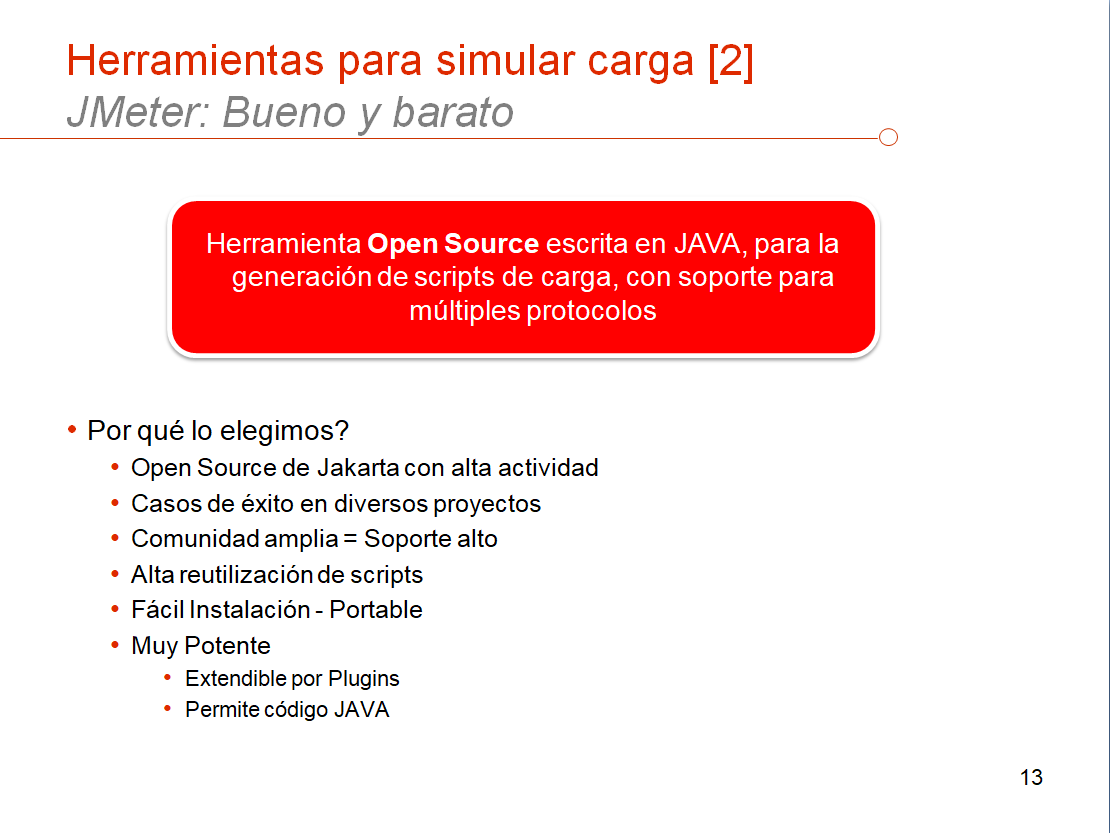 Herramientas para simular carga [2]
JMeter: Bueno y barato
Herramienta Open Source escrita en JAVA, para la
generación de scripts de carga, con soporte para
múltiples protocolos
• Por qué lo elegimos?
• Open Source de Jakarta con alta actividad
• Casos de éxito en diversos proyectos
• Comunidad amplia = Soporte alto
• Alta reutilización de scripts
• Fácil Instalación - Portable
• Muy Potente
• Extendible por Plugins
• Permite código JAVA
13